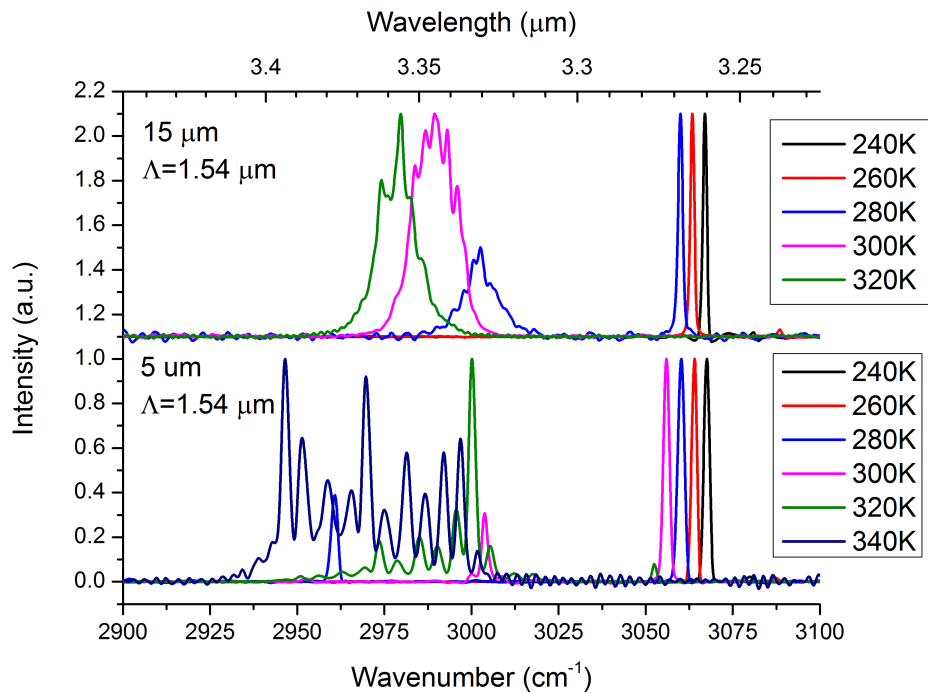 Wavelength (μm)
3.4 3.35 3.3 3.25
2.2
2.0
1.8
1.6
1.4
1.2
1.0
0.8
0.6
0.4
0.2
0.0
Intensity (a.u.)
15 μm
Λ=1.54 μm
240K
260K
280K
300K
320K
5 um
Λ=1.54 μm
240K
260K
280K
300K
320K
340K
2900 2925 2950 2975 3000 3025 3050 3075 3100
Wavenumber (cm⁻¹)